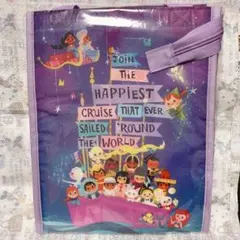 JOIN
THE
HAPPIEST
CRUISE THAT EVER
SAILED 'ROUND
THE WORLD